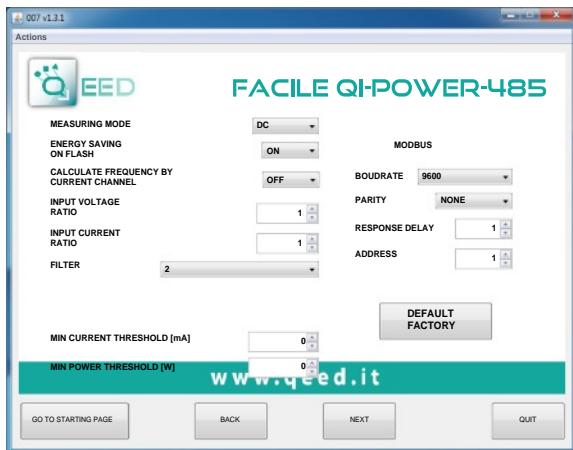 007 v1.3.1
Actions
QEED
FACILE QI-POWER-485
MEASURING MODE
DC
ENERGY SAVING
ON FLASH
ON
CALCULATE FREQUENCY BY
CURRENT CHANNEL
OFF
INPUT VOLTAGE
RATIO
1
INPUT CURRENT
RATIO
1
FILTER
2
MODBUS
BOUDRATE
9600
PARITY
NONE
RESPONSE DELAY
1
ADDRESS
1
DEFAULT
FACTORY
MIN CURRENT THRESHOLD [mA]
0
MIN POWER THRESHOLD [W]
0
www.qeed.it
GO TO STARTING PAGE
BACK
NEXT
QUIT